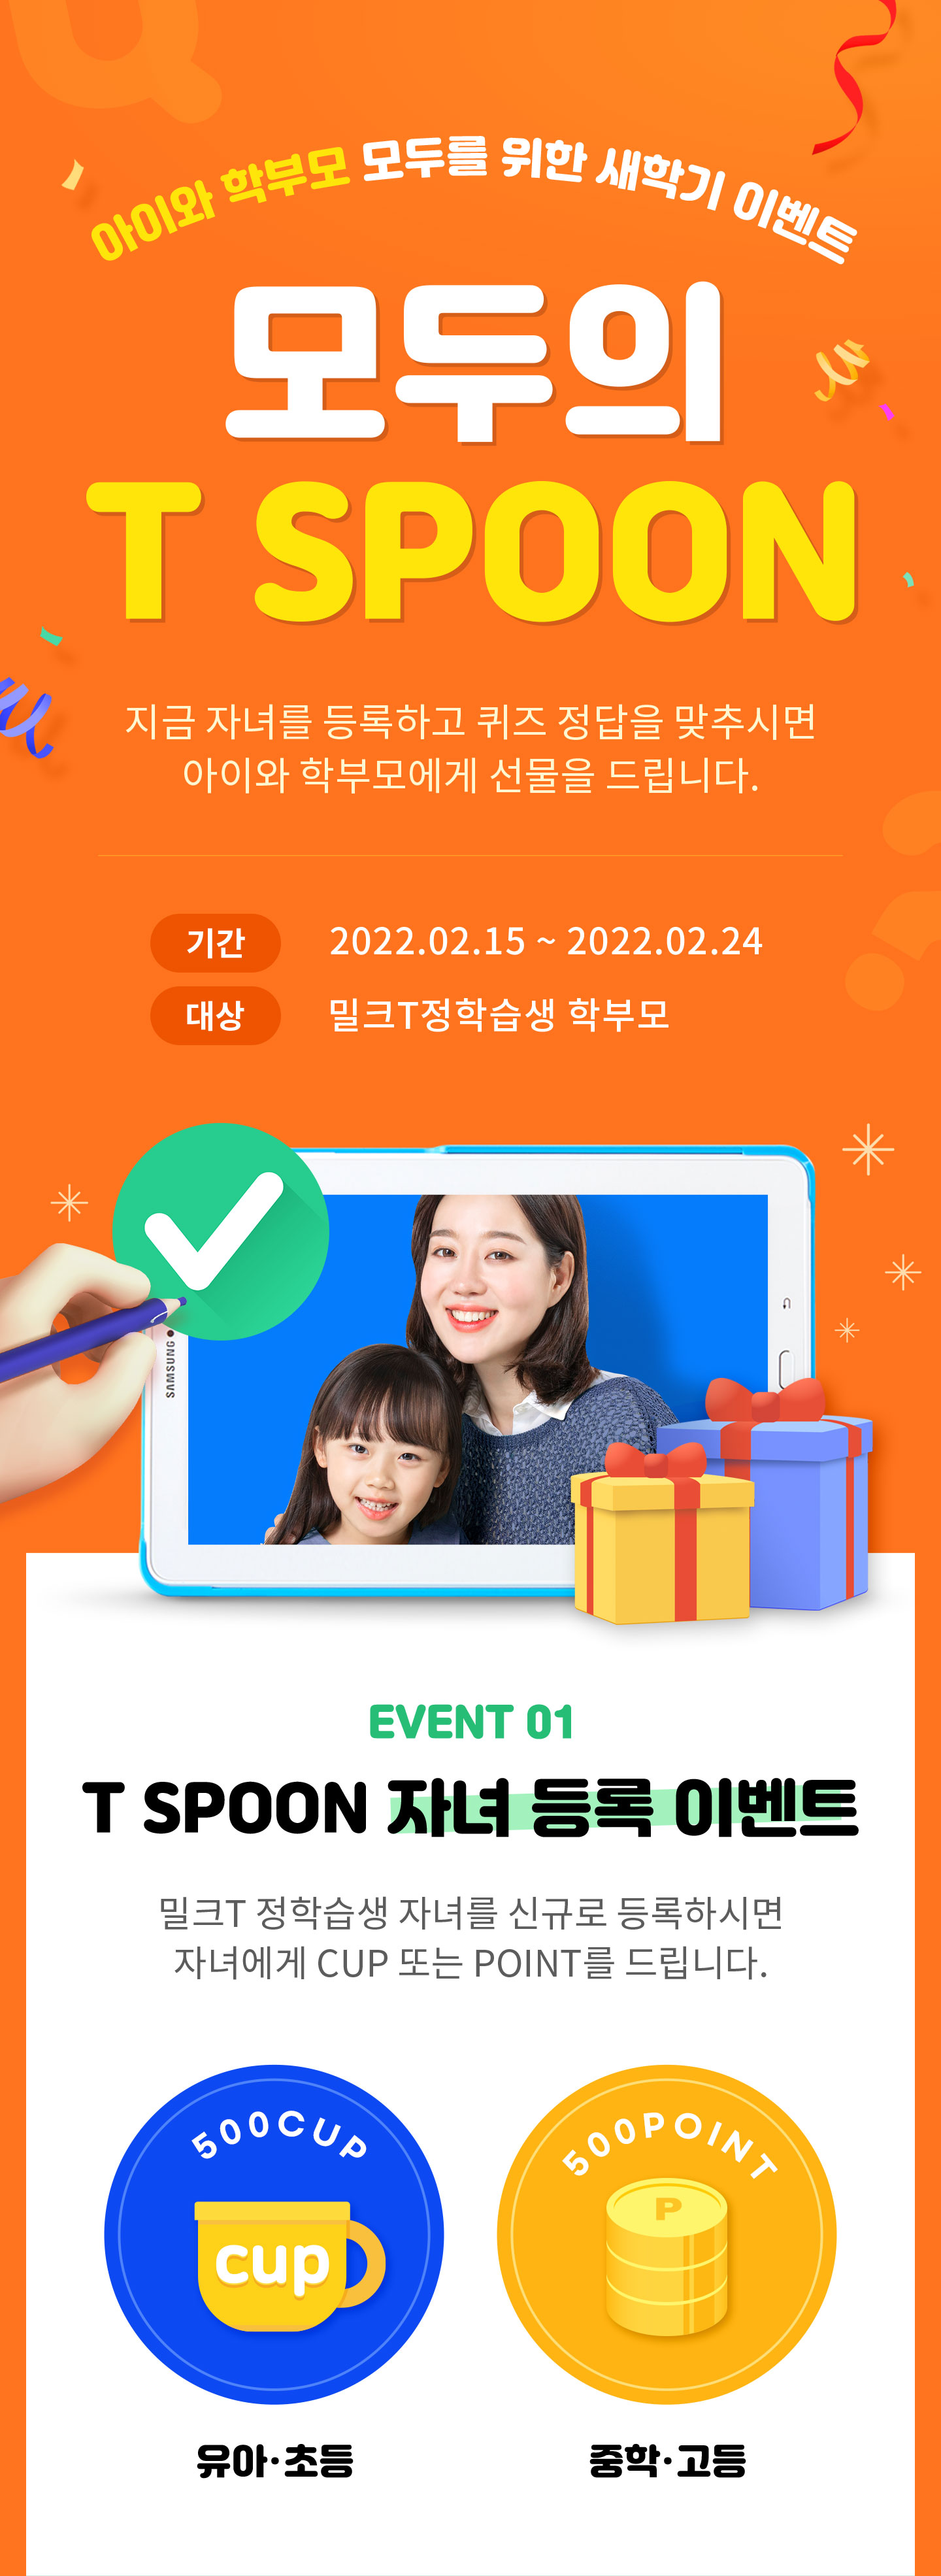 아이와 학부모 모두를 위한 새학기 이벤트
모두의
T SPOON
지금 자녀를 등록하고 퀴즈 정답을 맞추시면
아이와 학부모에게 선물을 드립니다.
기간 2022.02.15 ~ 2022.02.24
대상 밀크T정학습생 학부모
SAMSUNG
EVENT 01
T SPOON 자녀 등록 이벤트
밀크T 정학습생 자녀를 신규로 등록하시면
자녀에게 CUP 또는 POINT를 드립니다.
500CUP
cup
유아·초등
500POINT
P
중학·고등